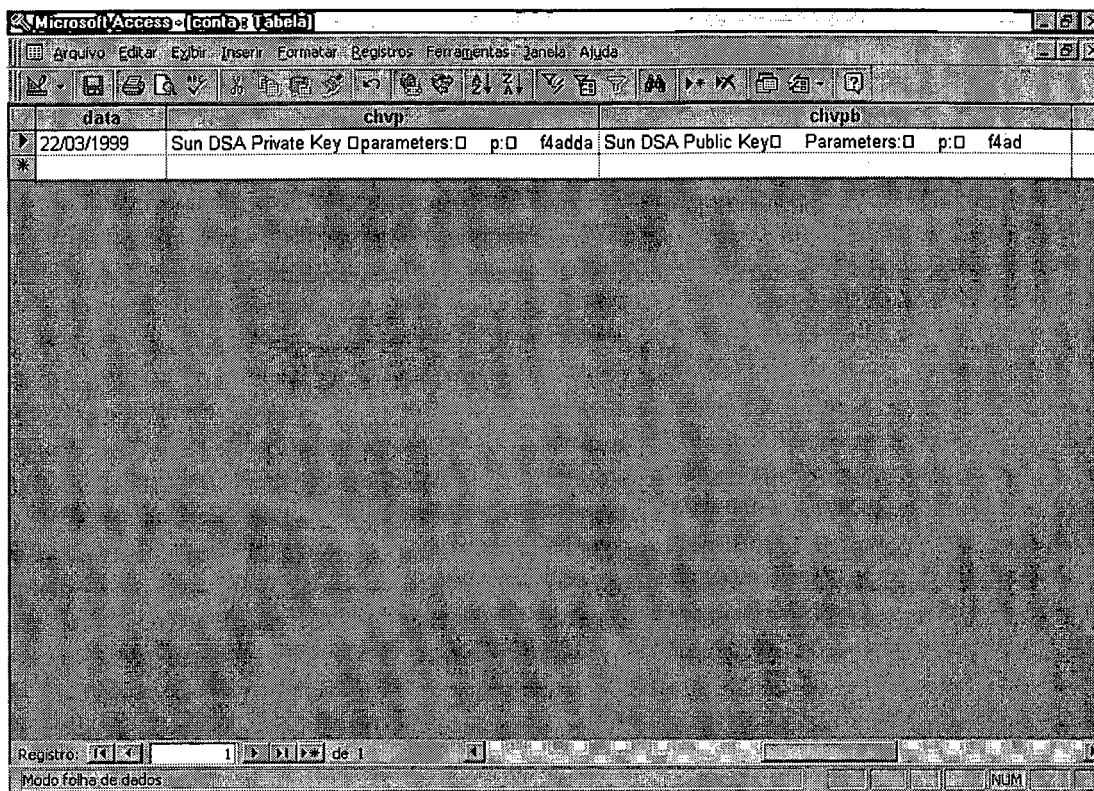 Microsoft Access - [conta : Tabela]
Arquivo Editar Exibir Inserir Formatar Registros Ferramentas Janela Ajuda
data chvp chvpb
22/03/1999 Sun DSA Private Key □parameters:□ p:□ f4adda Sun DSA Public Key□ Parameters:□ p:□ f4ad
Registro: 1 de 1
Modo folha de dados NUM